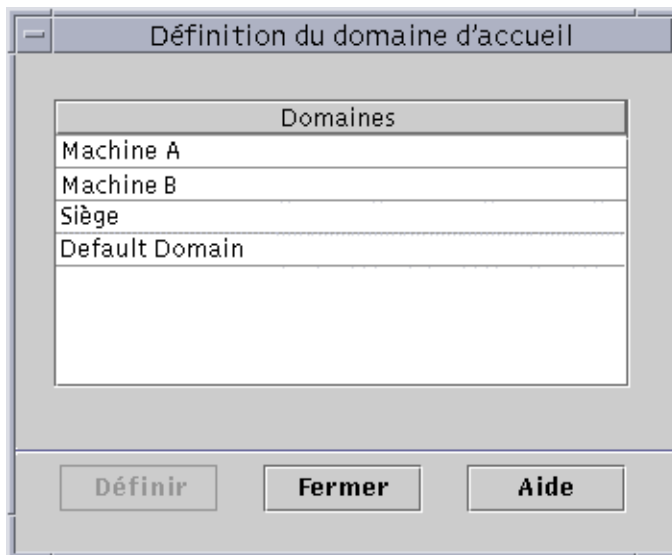 Définition du domaine d'accueil
Domaines
Machine A
Machine B
Siège
Default Domain
Définir
Fermer
Aide